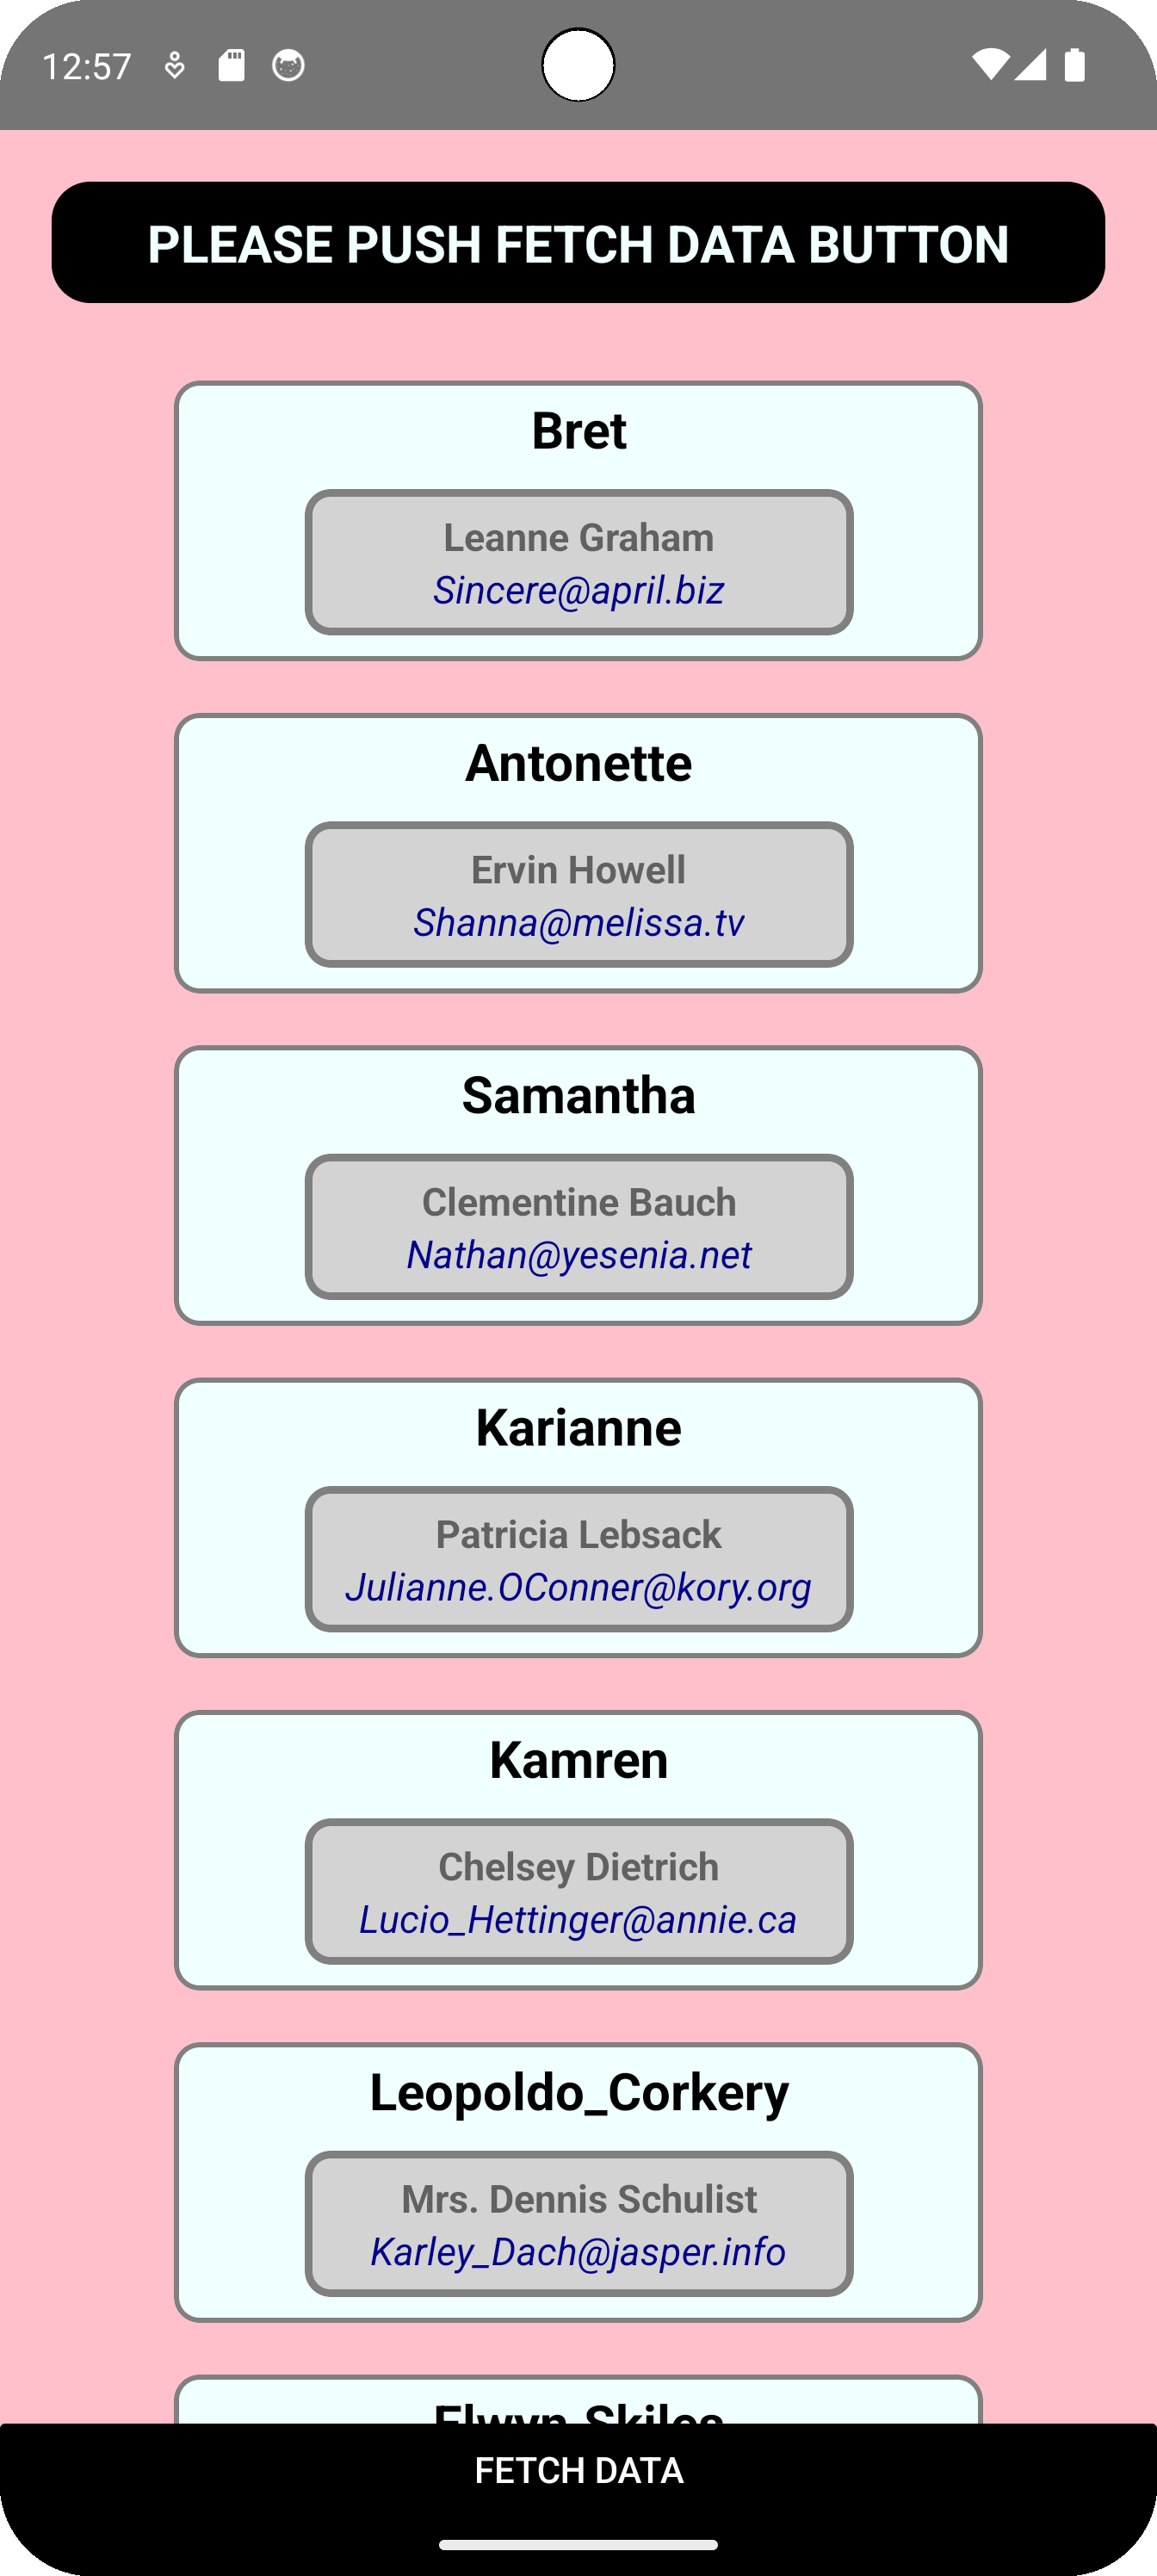 12:57
PLEASE PUSH FETCH DATA BUTTON
Bret
Leanne Graham
Sincere@april.biz
Antonette
Ervin Howell
Shanna@melissa.tv
Samantha
Clementine Bauch
Nathan@yesenia.net
Karianne
Patricia Lebsack
Julianne.OConner@kory.org
Kamren
Chelsey Dietrich
Lucio_Hettinger@annie.ca
Leopoldo_Corkery
Mrs. Dennis Schulist
Karley_Dach@jasper.info
FETCH DATA